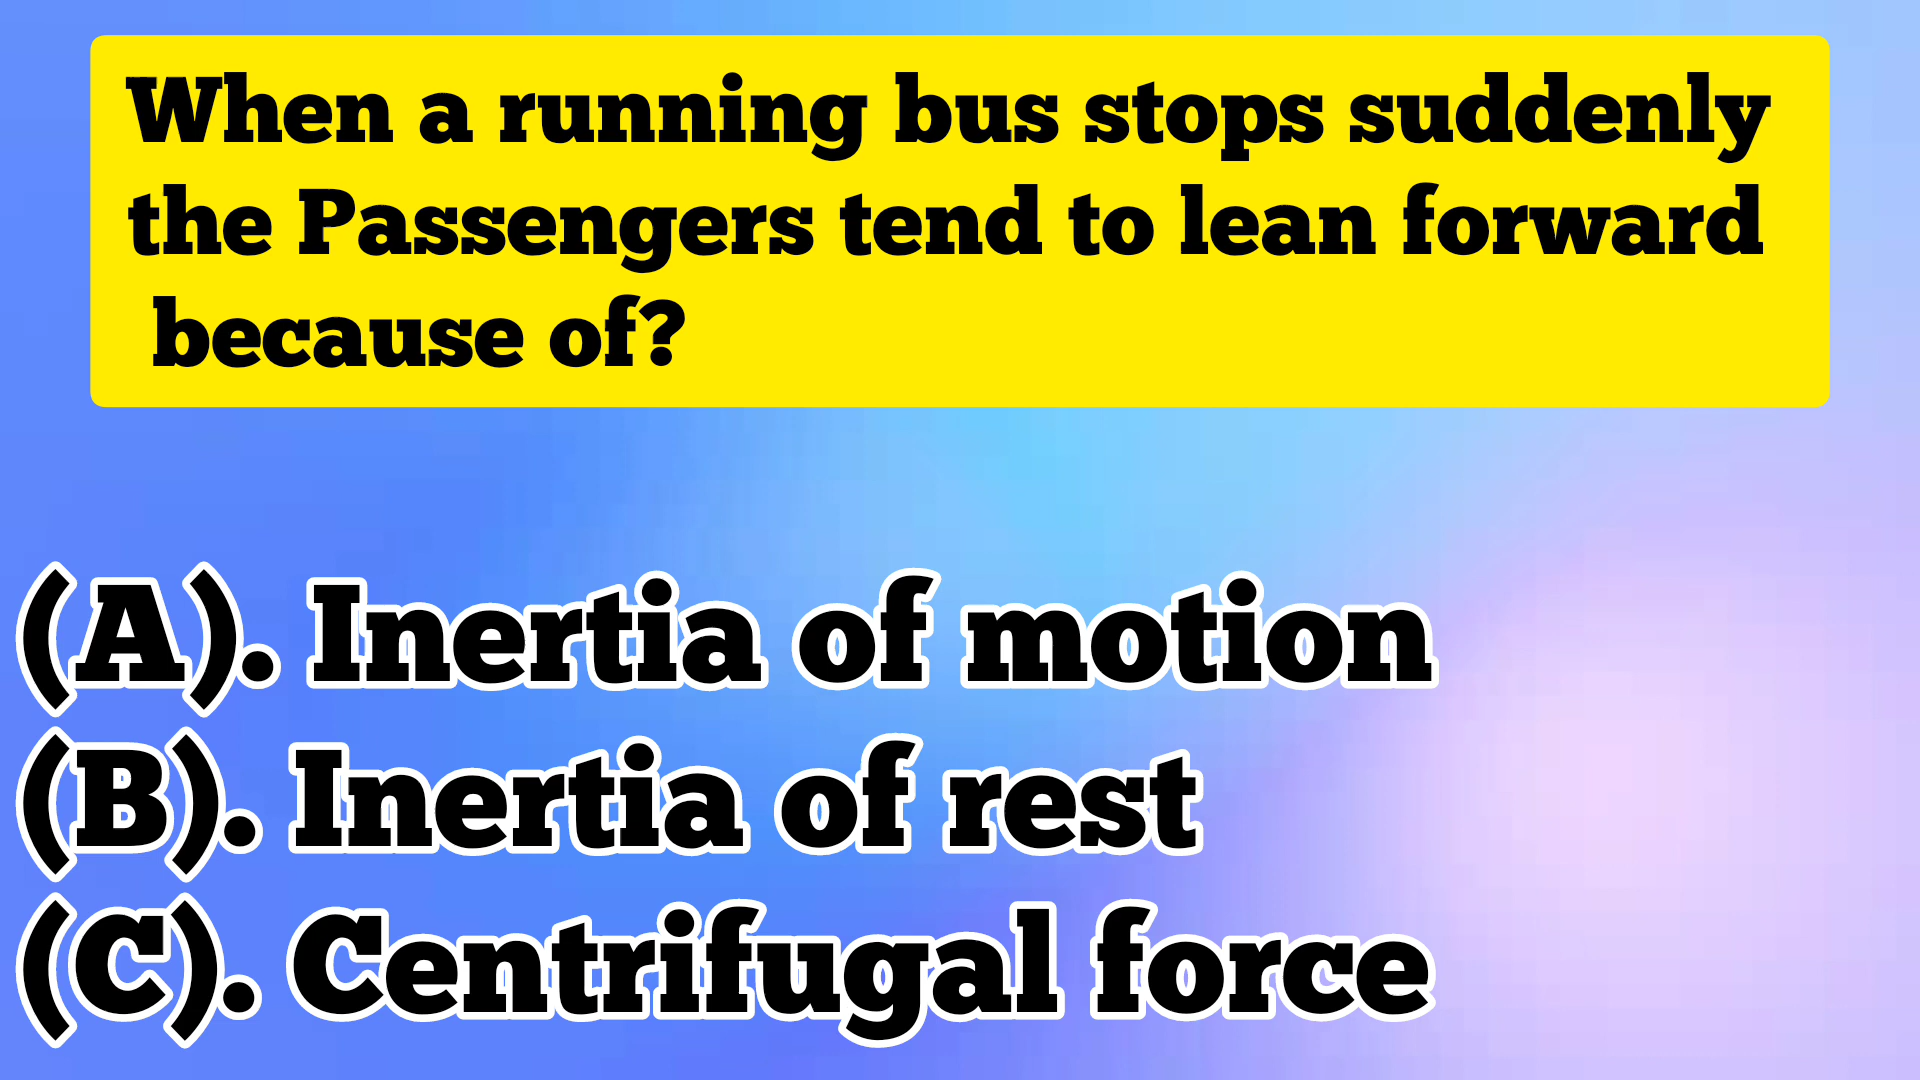 When a running bus stops suddenly
the Passengers tend to lean forward
because of?
(A). Inertia of motion
(B). Inertia of rest
(C). Centrifugal force